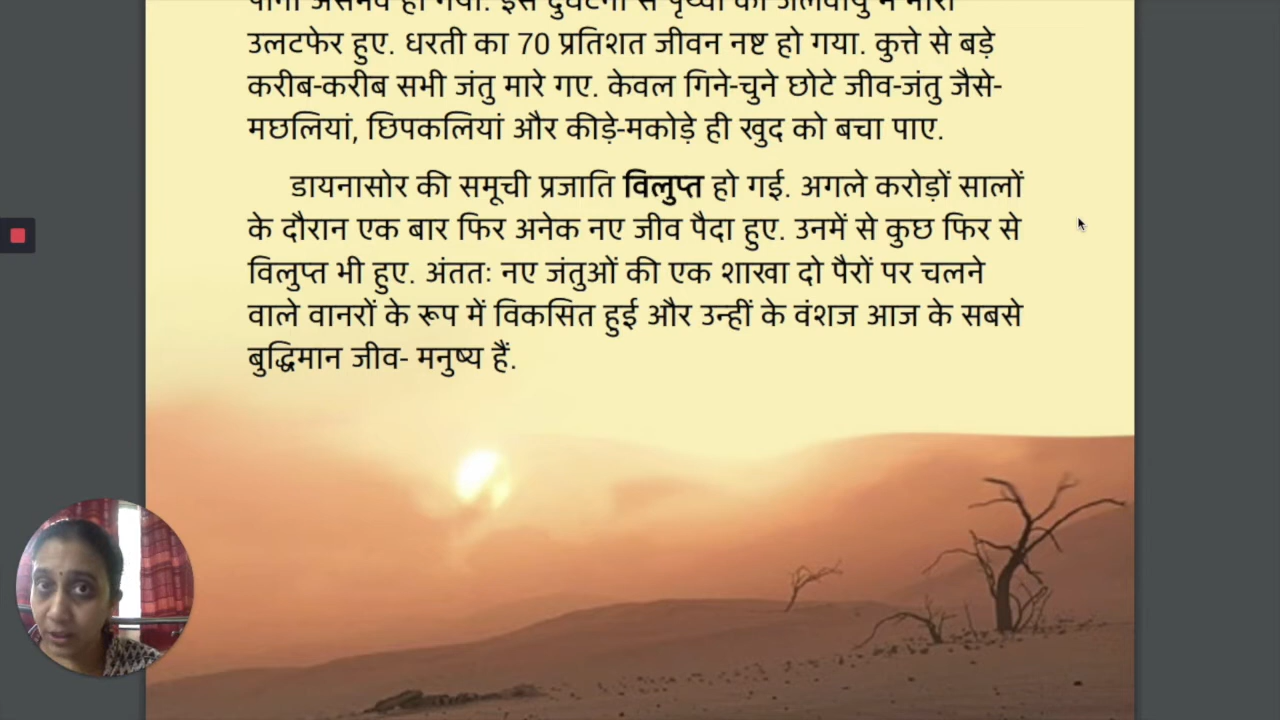 उलटफेर हुए. धरती का 70 प्रतिशत जीवन नष्ट हो गया. कुत्ते से बड़े
करीब-करीब सभी जंतु मारे गए. केवल गिने-चुने छोटे जीव-जंतु जैसे-
मछलियां, छिपकलियां और कीड़े-मकोड़े ही खुद को बचा पाए.
डायनासोर की समूची प्रजाति विलुप्त हो गई. अगले करोड़ों सालों
के दौरान एक बार फिर अनेक नए जीव पैदा हुए. उनमें से कुछ फिर से
विलुप्त भी हुए. अंततः नए जंतुओं की एक शाखा दो पैरों पर चलने
वाले वानरों के रूप में विकसित हुई और उन्हीं के वंशज आज के सबसे
बुद्धिमान जीव- मनुष्य हैं.